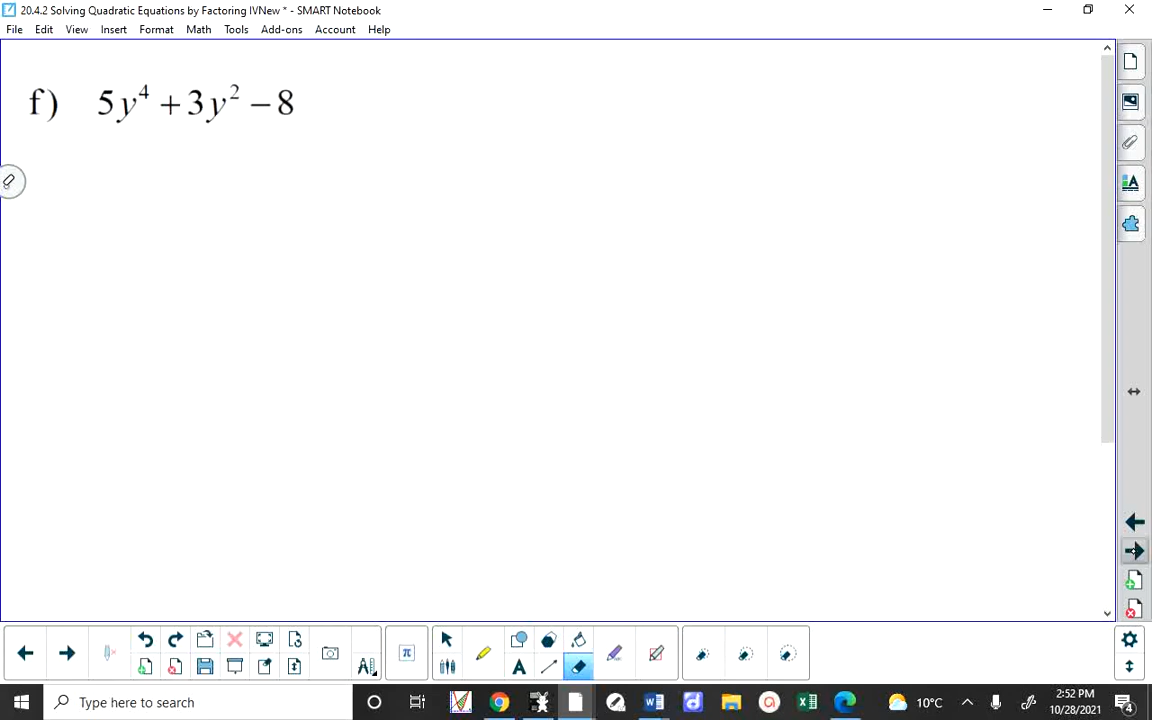 20.4.2 Solving Quadratic Equations by Factoring IVNew * - SMART Notebook
File Edit View Insert Format Math Tools Add-ons Account Help
f) 5y⁴ + 3y² − 8
π
A
Type here to search
10°C
2:52 PM
10/28/2021
4